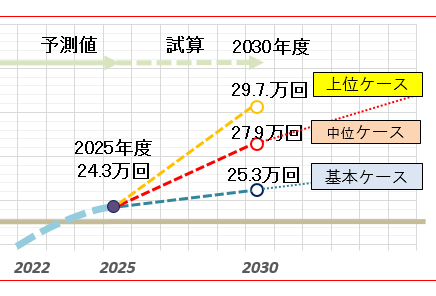 予測値 試算 2030年度
29.7.万回 上位ケース
27.9万回 中位ケース
2025年度
24.3万回
25.3万回 基本ケース
2022 2025 2030